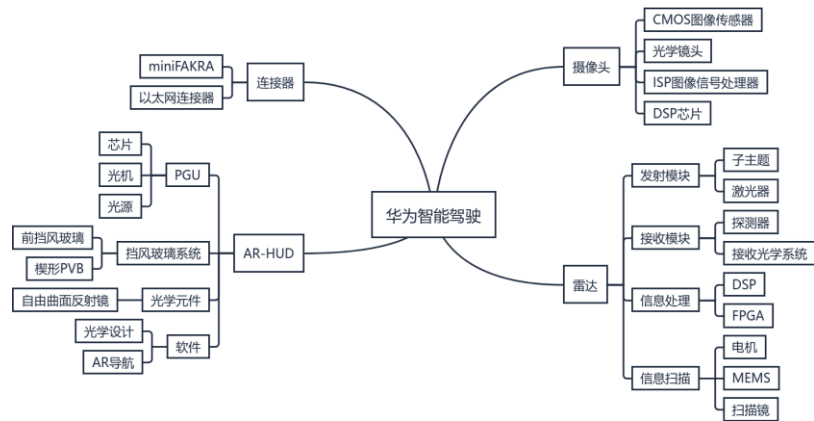 华为智能驾驶
连接器
miniFAKRA
以太网连接器
AR-HUD
PGU
芯片
光机
光源
挡风玻璃系统
前挡风玻璃
楔形PVB
光学元件
自由曲面反射镜
软件
光学设计
AR导航
摄像头
CMOS图像传感器
光学镜头
ISP图像信号处理器
DSP芯片
雷达
发射模块
子主题
激光器
接收模块
探测器
接收光学系统
信息处理
DSP
FPGA
信息扫描
电机
MEMS
扫描镜